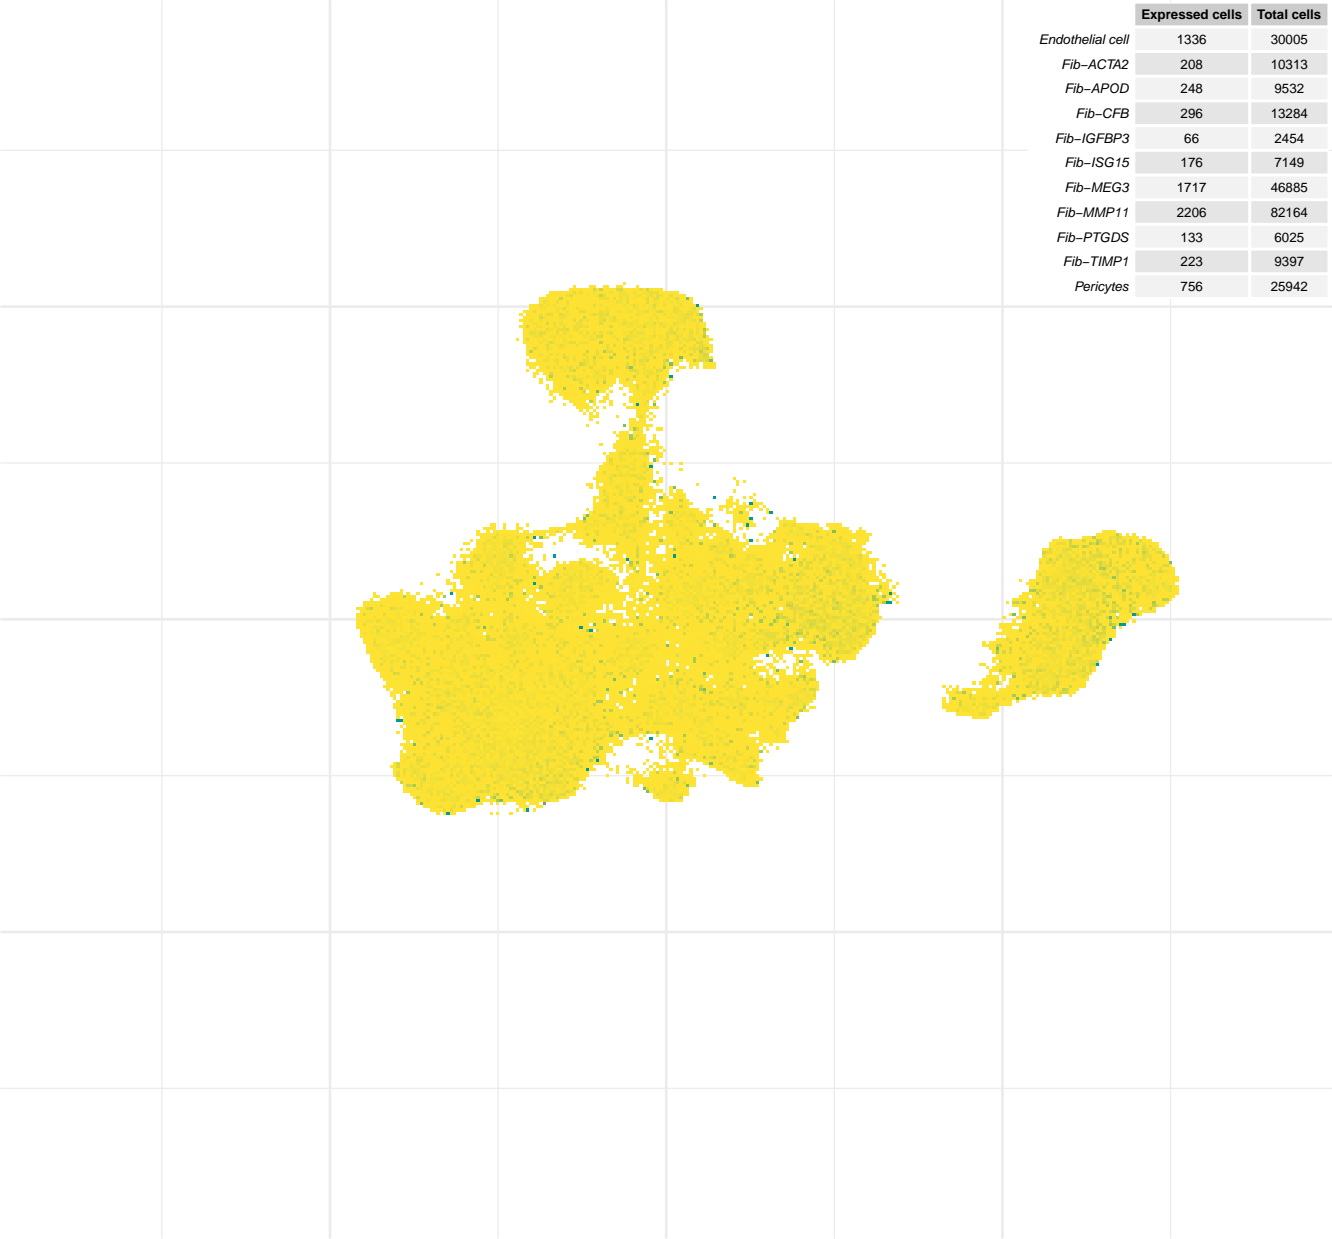 Expressed cells Total cells
Endothelial cell 1336 30005
Fib−ACTA2 208 10313
Fib−APOD 248 9532
Fib−CFB 296 13284
Fib−IGFBP3 66 2454
Fib−ISG15 176 7149
Fib−MEG3 1717 46885
Fib−MMP11 2206 82164
Fib−PTGDS 133 6025
Fib−TIMP1 223 9397
Pericytes 756 25942